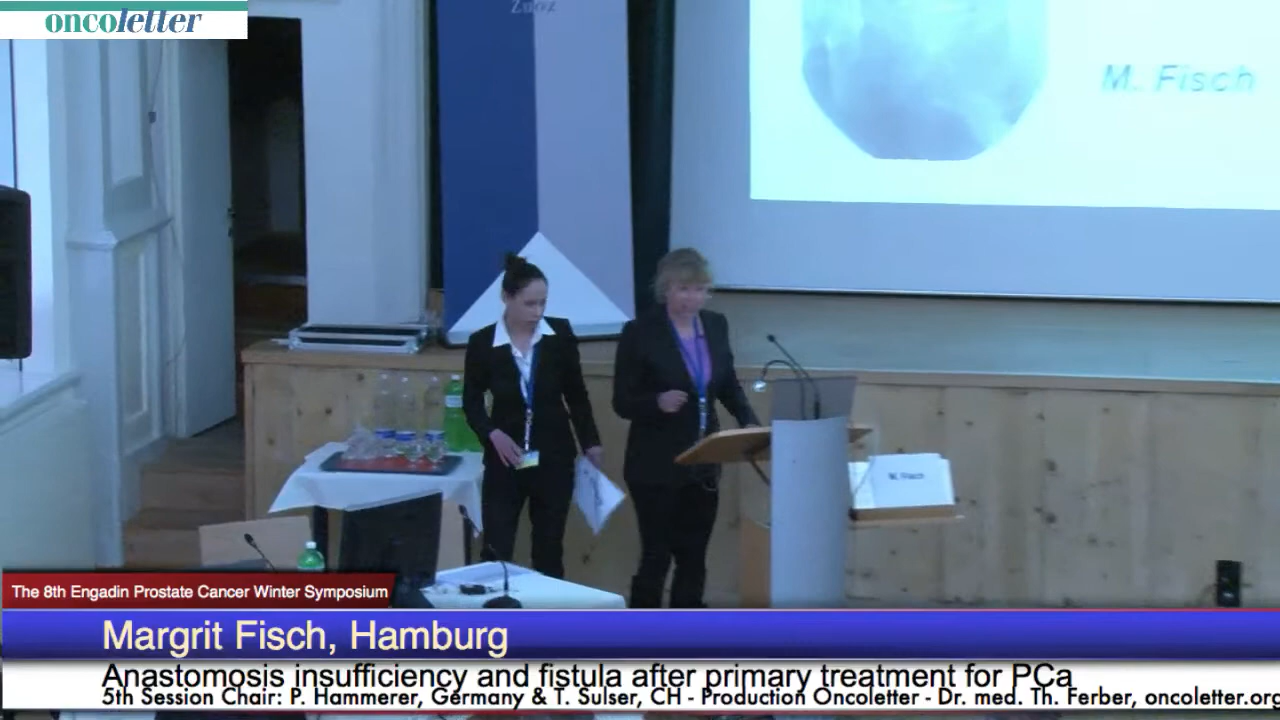 oncoletter
M. Fisch
M. Fisch
The 8th Engadin Prostate Cancer Winter Symposium
Margrit Fisch, Hamburg
Anastomosis insufficiency and fistula after primary treatment for PCa
5th Session Chair: P. Hammerer, Germany & T. Sulser, CH - Production Oncoletter - Dr. med. Th. Ferber, oncoletter.org